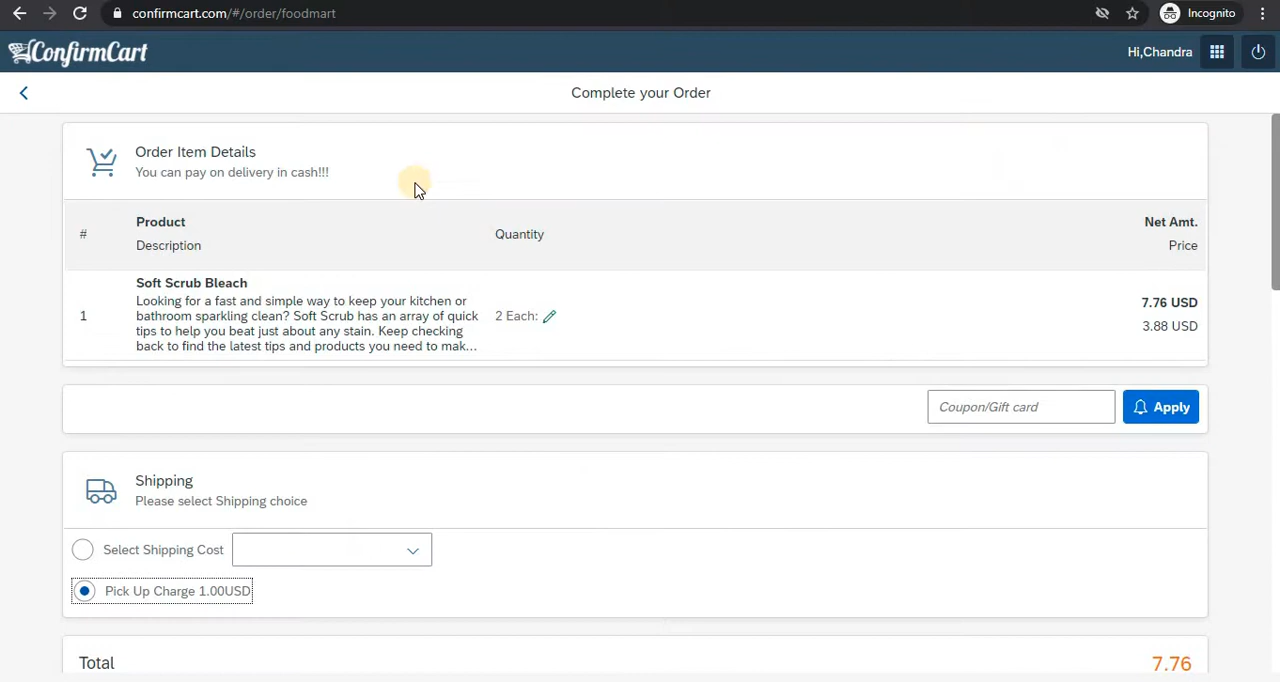 confirmcart.com/#/order/foodmart
Incognito
ConfirmCart
Hi,Chandra
Complete your Order
Order Item Details
You can pay on delivery in cash!!!
#
Product
Description
Quantity
Net Amt.
Price
1
Soft Scrub Bleach
Looking for a fast and simple way to keep your kitchen or
bathroom sparkling clean? Soft Scrub has an array of quick
tips to help you beat just about any stain. Keep checking
back to find the latest tips and products you need to mak...
2 Each:
7.76 USD
3.88 USD
Coupon/Gift card
Apply
Shipping
Please select Shipping choice
Select Shipping Cost
Pick Up Charge 1.00USD
Total
7.76